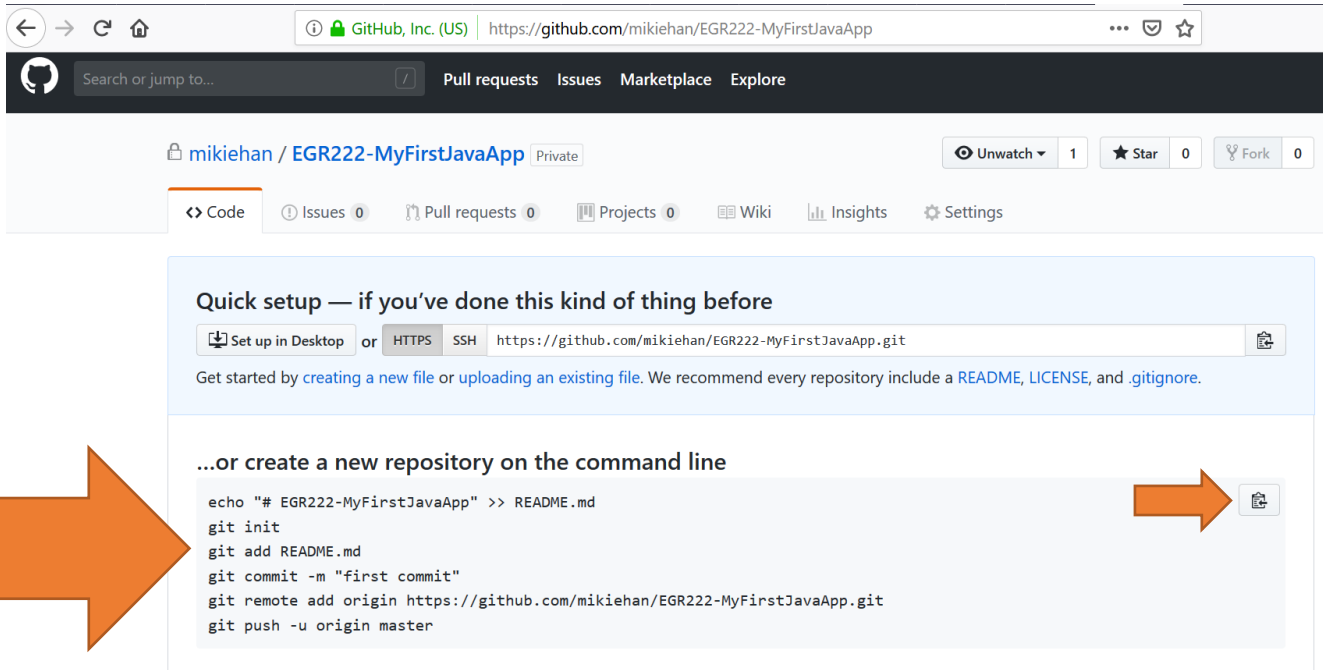 GitHub, Inc. (US) https://github.com/mikiehan/EGR222-MyFirstJavaApp
Search or jump to... / Pull requests Issues Marketplace Explore
mikiehan / EGR222-MyFirstJavaApp Private Unwatch 1 Star 0 Fork 0
Code Issues 0 Pull requests 0 Projects 0 Wiki Insights Settings
Quick setup — if you’ve done this kind of thing before
Set up in Desktop or HTTPS SSH https://github.com/mikiehan/EGR222-MyFirstJavaApp.git
Get started by creating a new file or uploading an existing file. We recommend every repository include a README, LICENSE, and .gitignore.
…or create a new repository on the command line
echo "# EGR222-MyFirstJavaApp" >> README.md
git init
git add README.md
git commit -m "first commit"
git remote add origin https://github.com/mikiehan/EGR222-MyFirstJavaApp.git
git push -u origin master